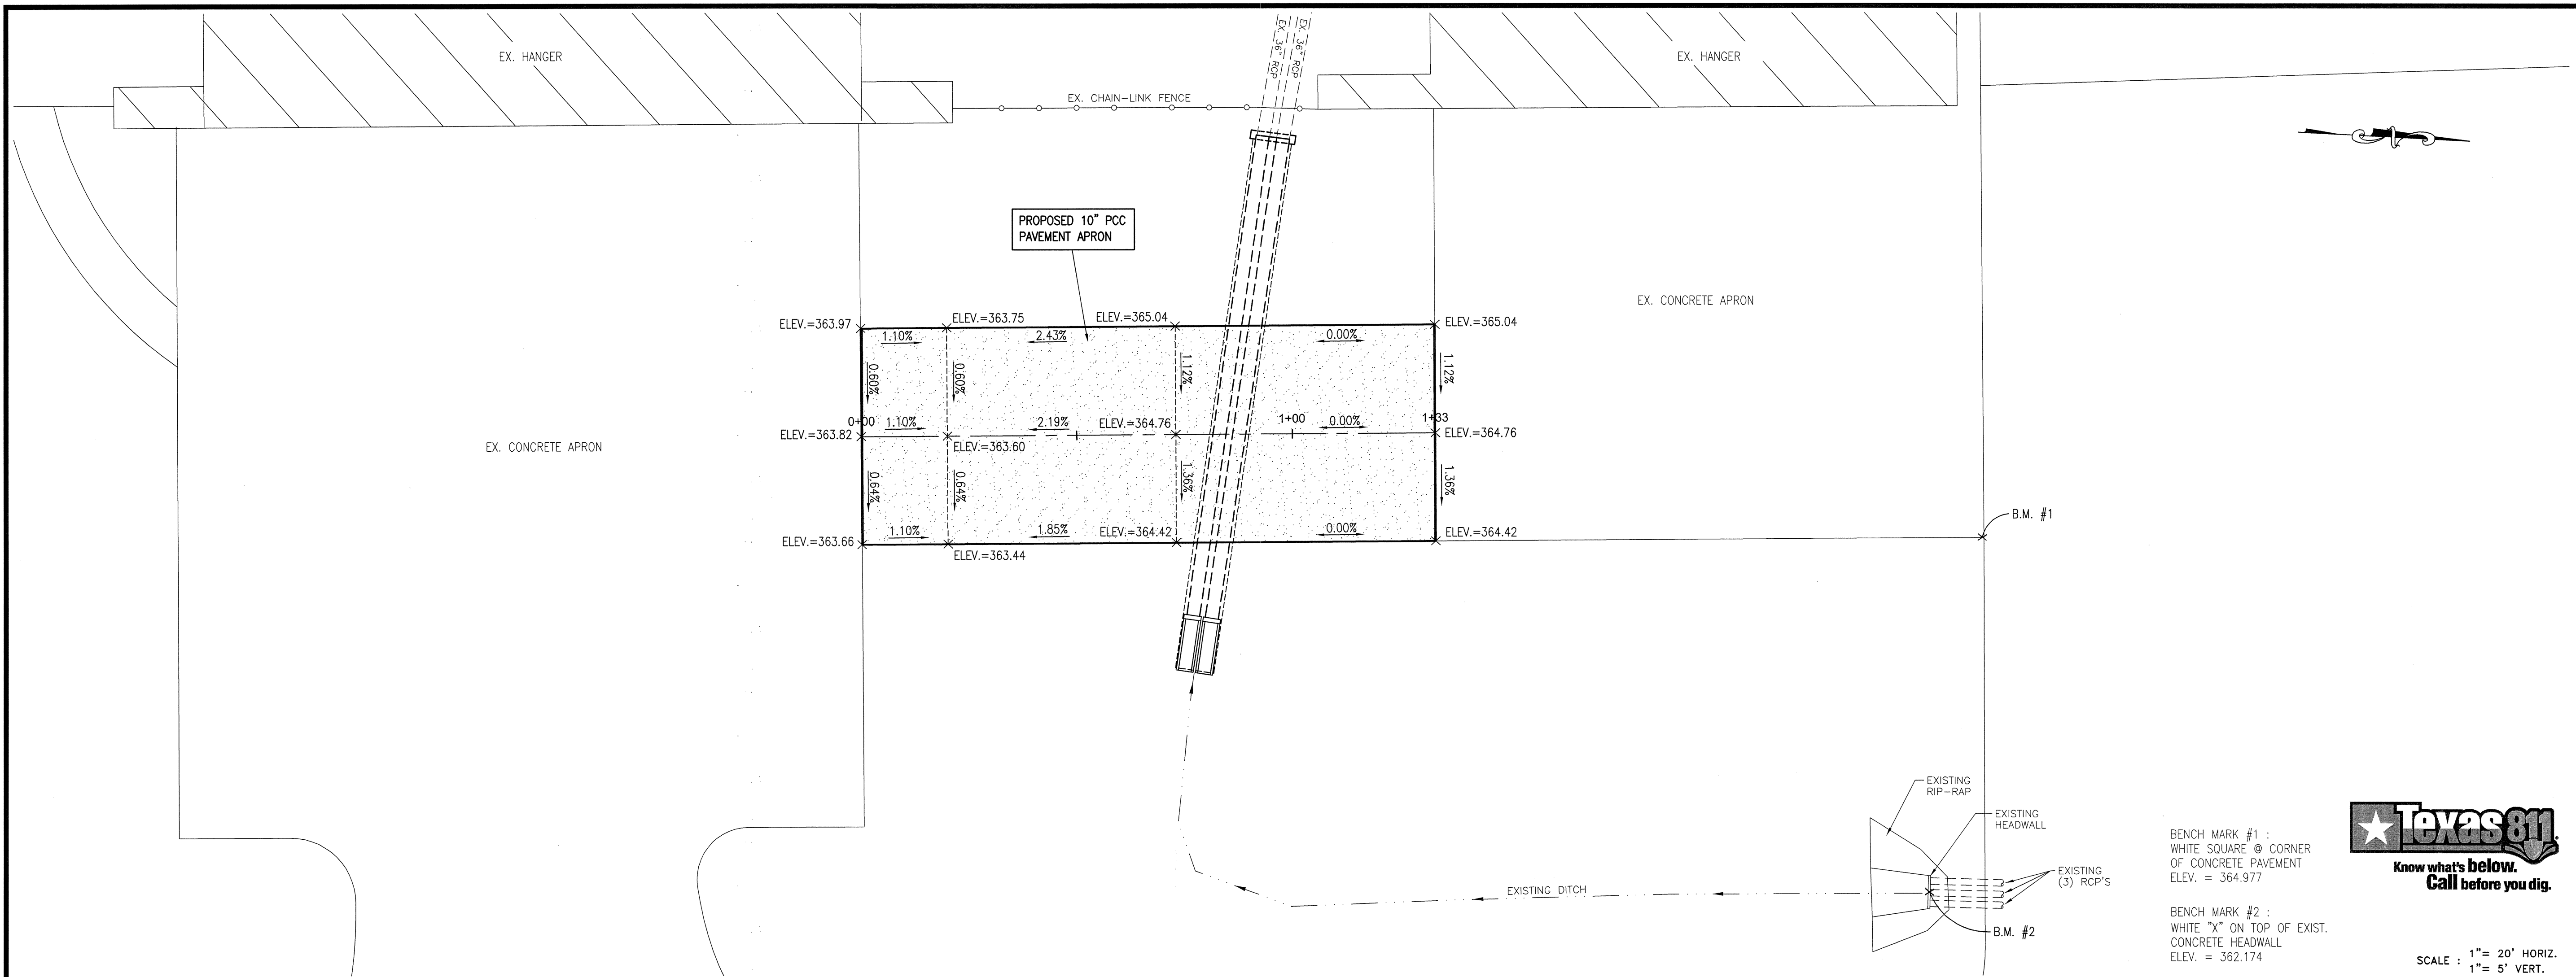 EX. HANGER
EX. 36" RCP
EX. 36" RCP
EX. HANGER
EX. CHAIN-LINK FENCE
PROPOSED 10" PCC
PAVEMENT APRON
EX. CONCRETE APRON
ELEV.=363.97
ELEV.=363.75
ELEV.=365.04
ELEV.=365.04
1.10%
2.43%
0.00%
0.60%
0.60%
1.12%
1.12%
0+00
1+00
1+33
ELEV.=363.82
1.10%
2.19%
ELEV.=364.76
0.00%
ELEV.=364.76
ELEV.=363.60
EX. CONCRETE APRON
0.64%
0.64%
1.36%
1.36%
ELEV.=363.66
1.10%
1.85%
ELEV.=364.42
0.00%
ELEV.=364.42
ELEV.=363.44
B.M. #1
EXISTING
RIP-RAP
EXISTING
HEADWALL
EXISTING
(3) RCP'S
EXISTING DITCH
B.M. #2
BENCH MARK #1 :
WHITE SQUARE @ CORNER
OF CONCRETE PAVEMENT
ELEV. = 364.977
BENCH MARK #2 :
WHITE "X" ON TOP OF EXIST.
CONCRETE HEADWALL
ELEV. = 362.174
Texas 811
Know what's below.
Call before you dig.
SCALE : 1"= 20' HORIZ.
1"= 5' VERT.